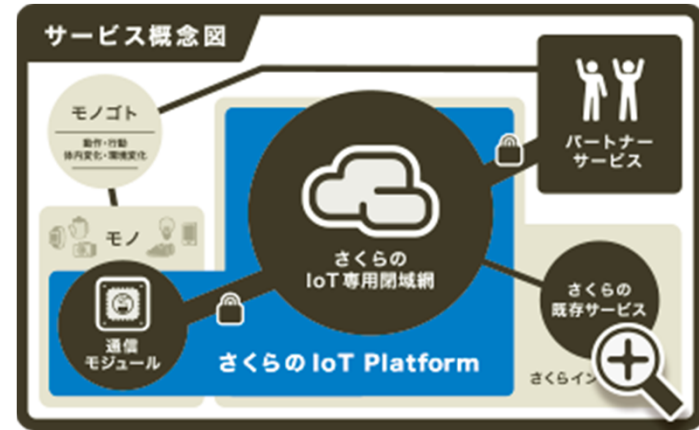 サービス概念図
モノゴト
動作・行動
体内変化・環境変化
パートナー
サービス
モノ
さくらの
IoT専用閉域網
さくらの
既存サービス
通信
モジュール
さくらのIoT Platform
さくらイン